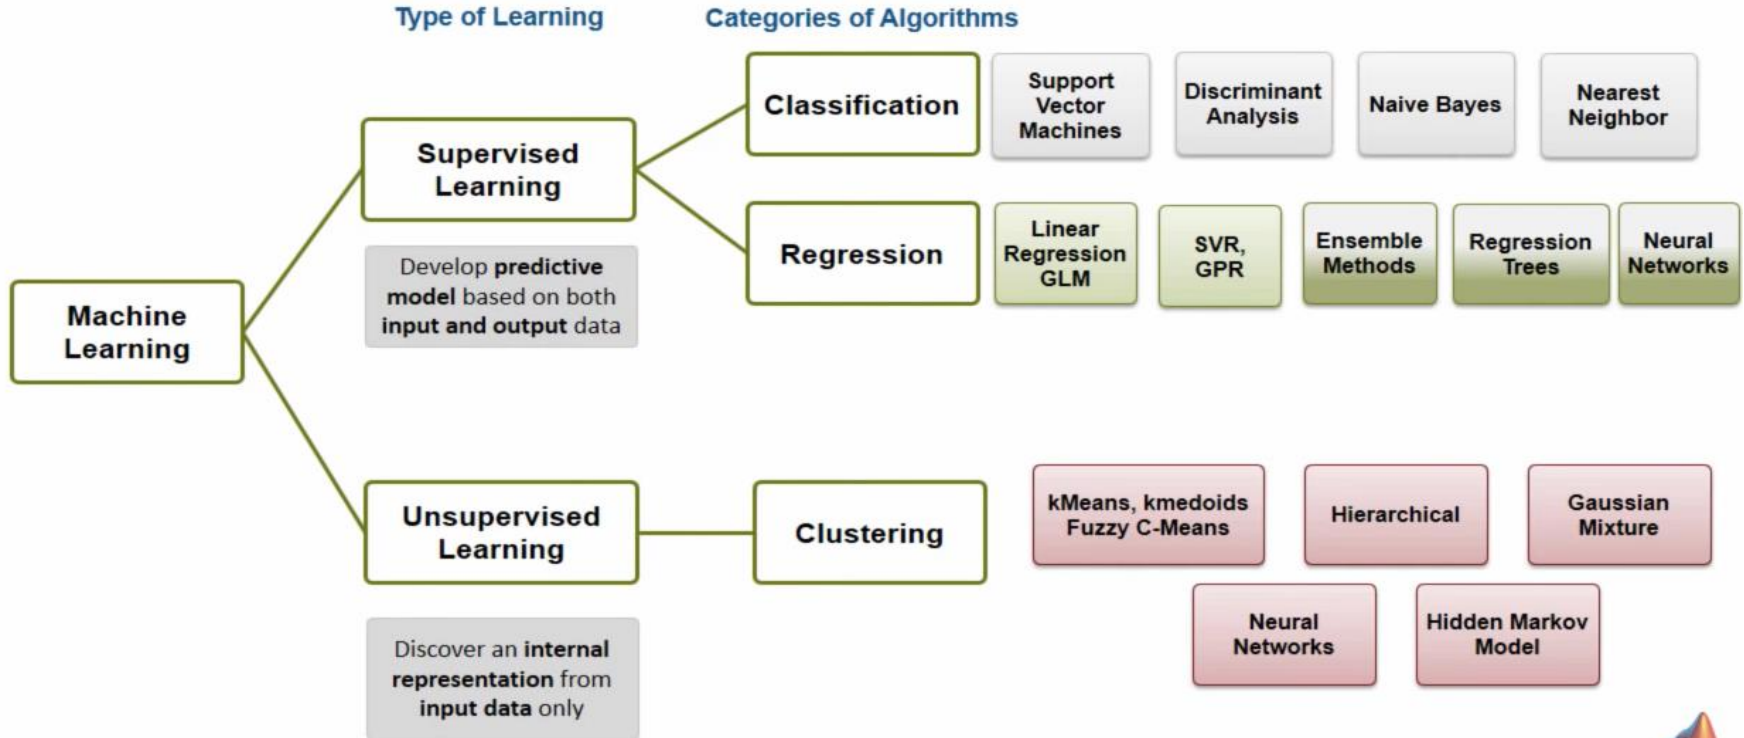 Type of Learning
Categories of Algorithms
Classification
Support
Vector
Machines
Discriminant
Analysis
Naive Bayes
Nearest
Neighbor
Supervised
Learning
Regression
Linear
Regression
GLM
SVR,
GPR
Ensemble
Methods
Regression
Trees
Neural
Networks
Develop predictive
model based on both
input and output data
Machine
Learning
Unsupervised
Learning
Clustering
kMeans, kmedoids
Fuzzy C-Means
Hierarchical
Gaussian
Mixture
Neural
Networks
Hidden Markov
Model
Discover an internal
representation from
input data only